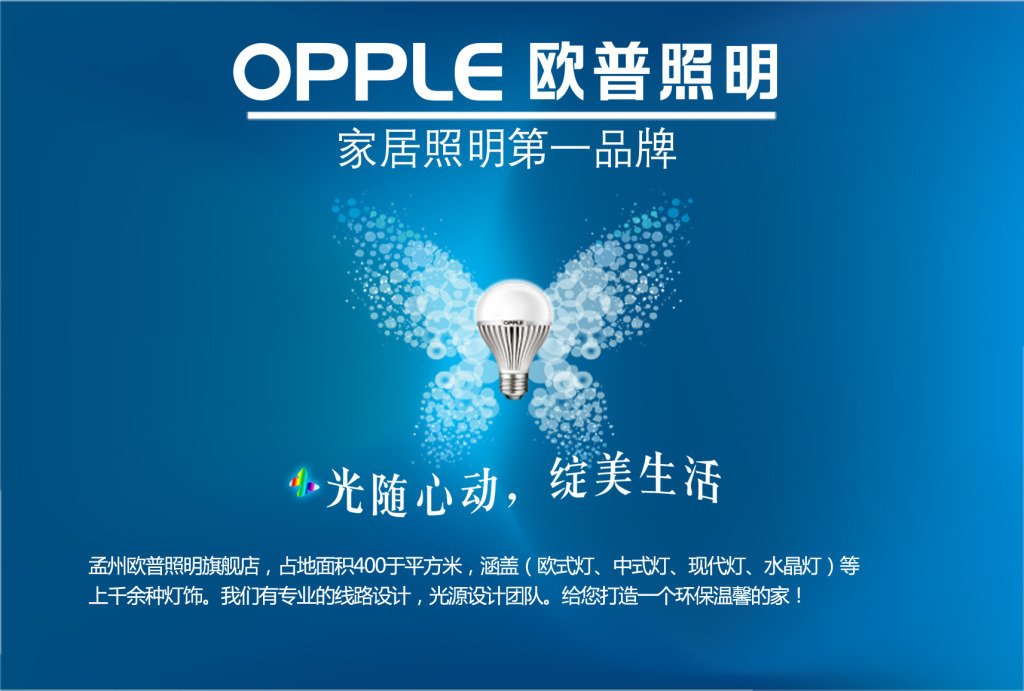 OPPLE 欧普照明
家居照明第一品牌
OPPLE
光随心动，绽美生活
孟州欧普照明旗舰店，占地面积400于平方米，涵盖（欧式灯、中式灯、现代灯、水晶灯）等
上千余种灯饰。我们有专业的线路设计，光源设计团队。给您打造一个环保温馨的家！